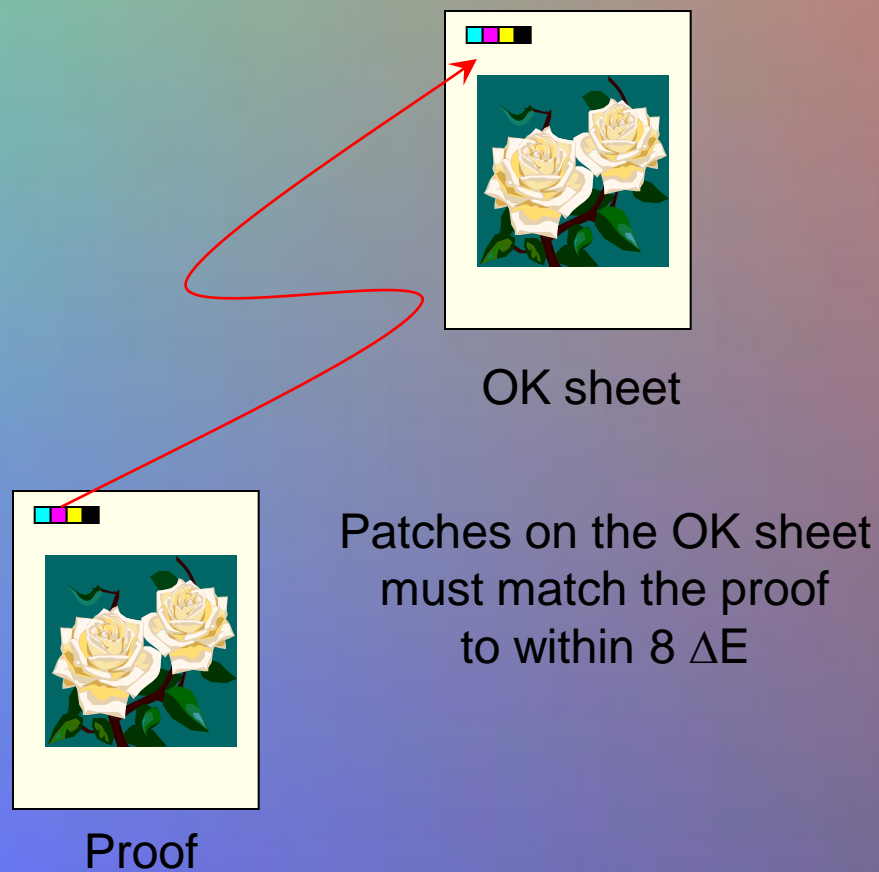 OK sheet
Patches on the OK sheet
must match the proof
to within 8 ΔE
Proof